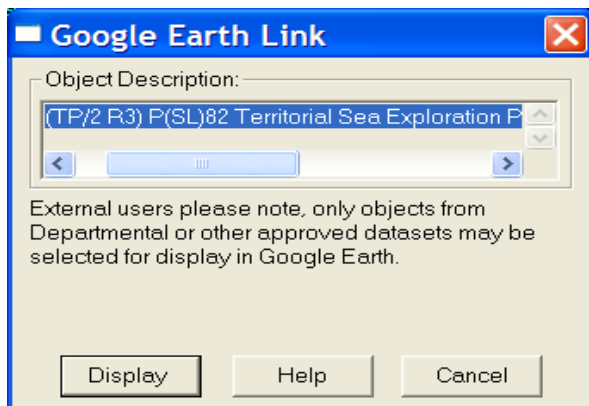 Google Earth Link
Object Description:
(TP/2 R3) P(SL)82 Territorial Sea Exploration P
External users please note, only objects from
Departmental or other approved datasets may be
selected for display in Google Earth.
Display Help Cancel